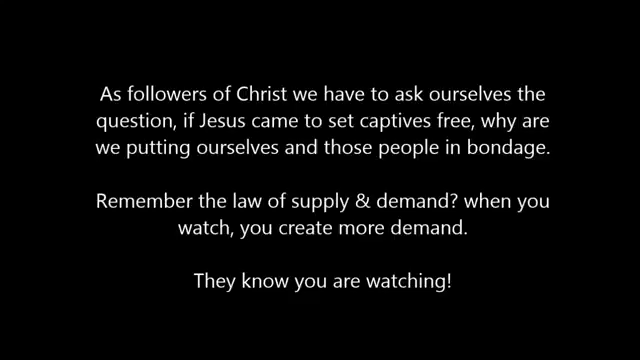 As followers of Christ we have to ask ourselves the
question, if Jesus came to set captives free, why are
we putting ourselves and those people in bondage.
Remember the law of supply & demand? when you
watch, you create more demand.
They know you are watching!